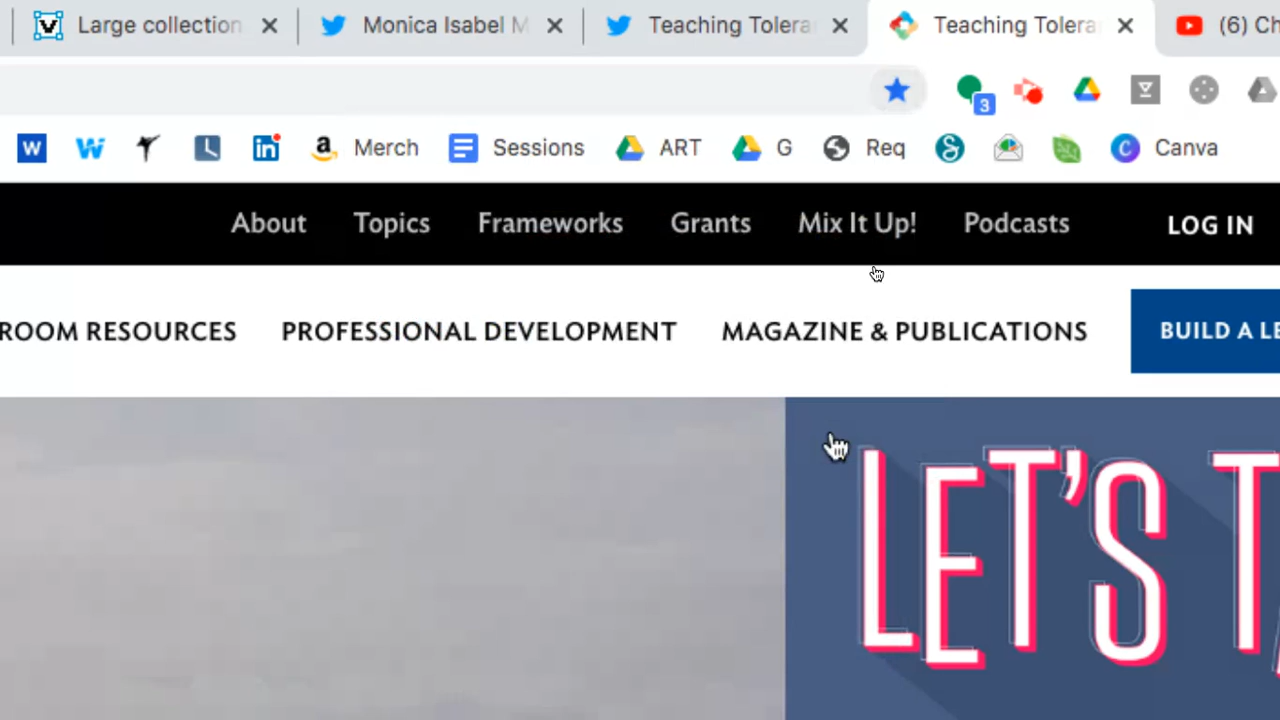 Large collection Monica Isabel M Teaching Tolera Teaching Tolera (6) Ch
3
W in Merch Sessions ART G Req C Canva
About Topics Frameworks Grants Mix It Up! Podcasts LOG IN
ROOM RESOURCES PROFESSIONAL DEVELOPMENT MAGAZINE & PUBLICATIONS BUILD A LE
LET'S T